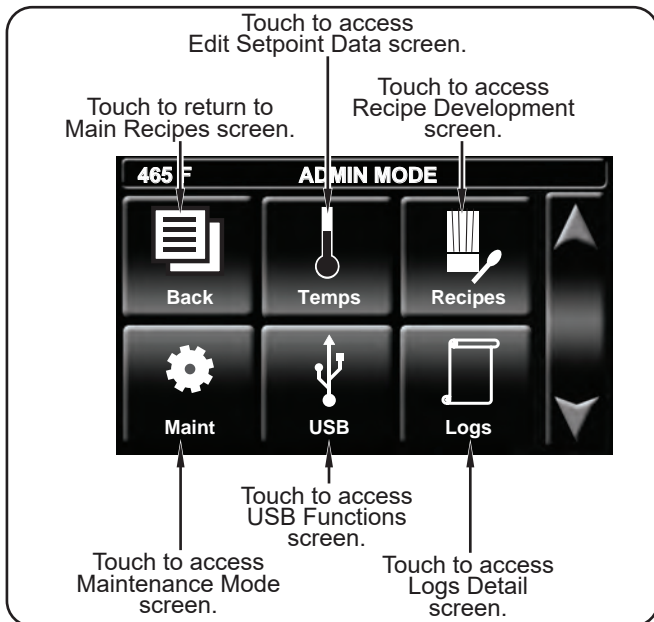 Touch to access
Edit Setpoint Data screen.
Touch to access
Recipe Development
screen.
Touch to return to
Main Recipes screen.
465 F ADMIN MODE
Back Temps Recipes
Maint USB Logs
Touch to access
USB Functions
screen.
Touch to access
Maintenance Mode
screen.
Touch to access
Logs Detail
screen.